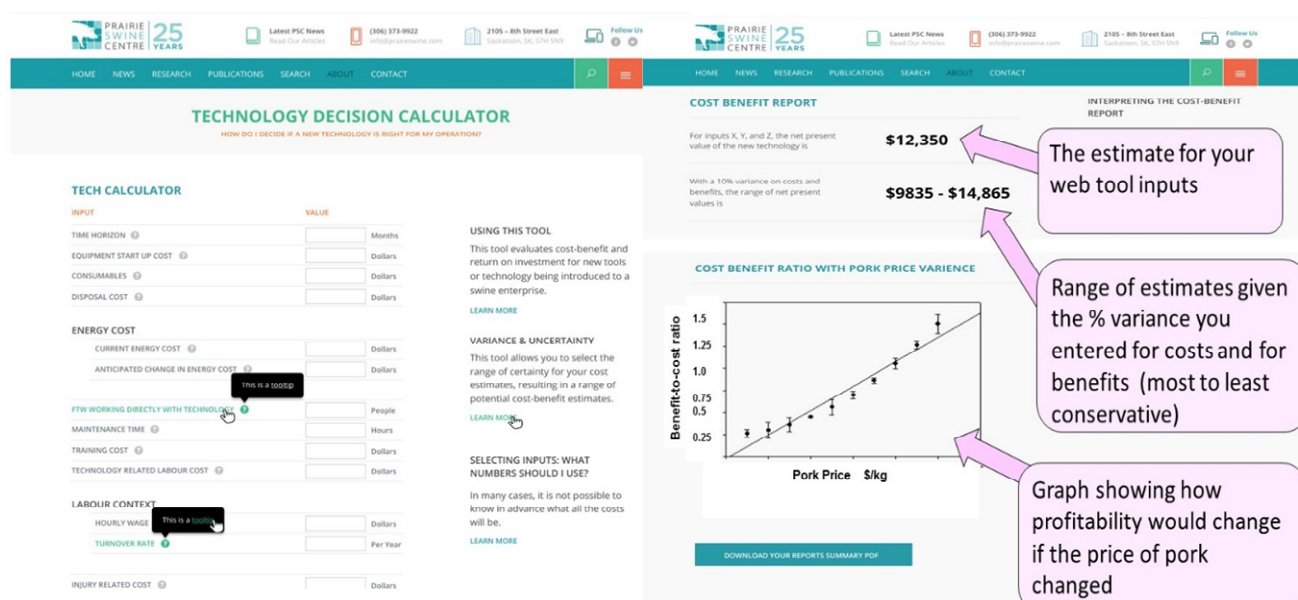 PRAIRIE
SWINE
CENTRE
25
YEARS
Latest PSC News
Read Our Articles
(306) 373-9922
info@prairieswine.com
2105 – 8th Street East
Saskatoon, SK, S7H 5N9
Follow Us
HOME NEWS RESEARCH PUBLICATIONS SEARCH ABOUT CONTACT
TECHNOLOGY DECISION CALCULATOR
HOW DO I DECIDE IF A NEW TECHNOLOGY IS RIGHT FOR MY OPERATION?
TECH CALCULATOR
INPUT VALUE
TIME HORIZON ? Months
EQUIPMENT START UP COST ? Dollars
CONSUMABLES ? Dollars
DISPOSAL COST ? Dollars
ENERGY COST
CURRENT ENERGY COST ? Dollars
ANTICIPATED CHANGE IN ENERGY COST ? Dollars
This is a tooltip
FTW WORKING DIRECTLY WITH TECHNOLOGY ? People
MAINTENANCE TIME ? Hours
TRAINING COST ? Dollars
TECHNOLOGY RELATED LABOUR COST ? Dollars
LABOUR CONTEXT
HOURLY WAGE Dollars
This is a tooltip
TURNOVER RATE ? Per Year
INJURY RELATED COST ? Dollars
USING THIS TOOL
This tool evaluates cost-benefit and
return on investment for new tools
or technology being introduced to a
swine enterprise.
LEARN MORE
VARIANCE & UNCERTAINTY
This tool allows you to select the
range of certainty for your cost
estimates, resulting in a range of
potential cost-benefit estimates.
LEARN MORE
SELECTING INPUTS: WHAT
NUMBERS SHOULD I USE?
In many cases, it is not possible to
know in advance what all the costs
will be.
LEARN MORE
PRAIRIE
SWINE
CENTRE
25
YEARS
Latest PSC News
Read Our Articles
(306) 373-9922
info@prairieswine.com
2105 – 8th Street East
Saskatoon, SK, S7H 5N9
Follow Us
HOME NEWS RESEARCH PUBLICATIONS SEARCH ABOUT CONTACT
COST BENEFIT REPORT
For inputs X, Y, and Z, the net present
value of the new technology is
$12,350
With a 10% variance on costs and
benefits, the range of net present
values is
$9835 - $14,865
INTERPRETING THE COST-BENEFIT
REPORT
The estimate for your
web tool inputs
Range of estimates given
the % variance you
entered for costs and for
benefits (most to least
conservative)
COST BENEFIT RATIO WITH PORK PRICE VARIENCE
Benefit-to-cost ratio
1.5
1.25
1.0
0.75
0.5
0.25
Pork Price $/kg
Graph showing how
profitability would change
if the price of pork
changed
DOWNLOAD YOUR REPORTS SUMMARY PDF